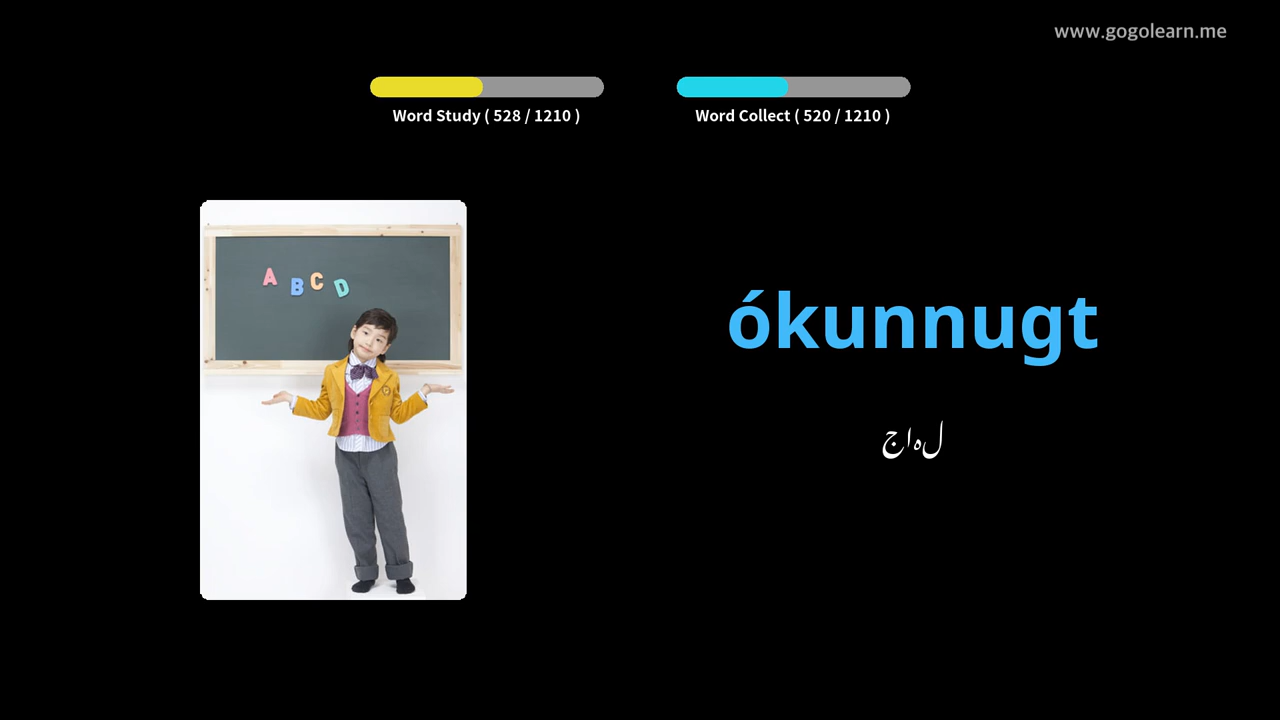 www.gogolearn.me
Word Study ( 528 / 1210 )
Word Collect ( 520 / 1210 )
A B C D
ókunnugt
جاہل